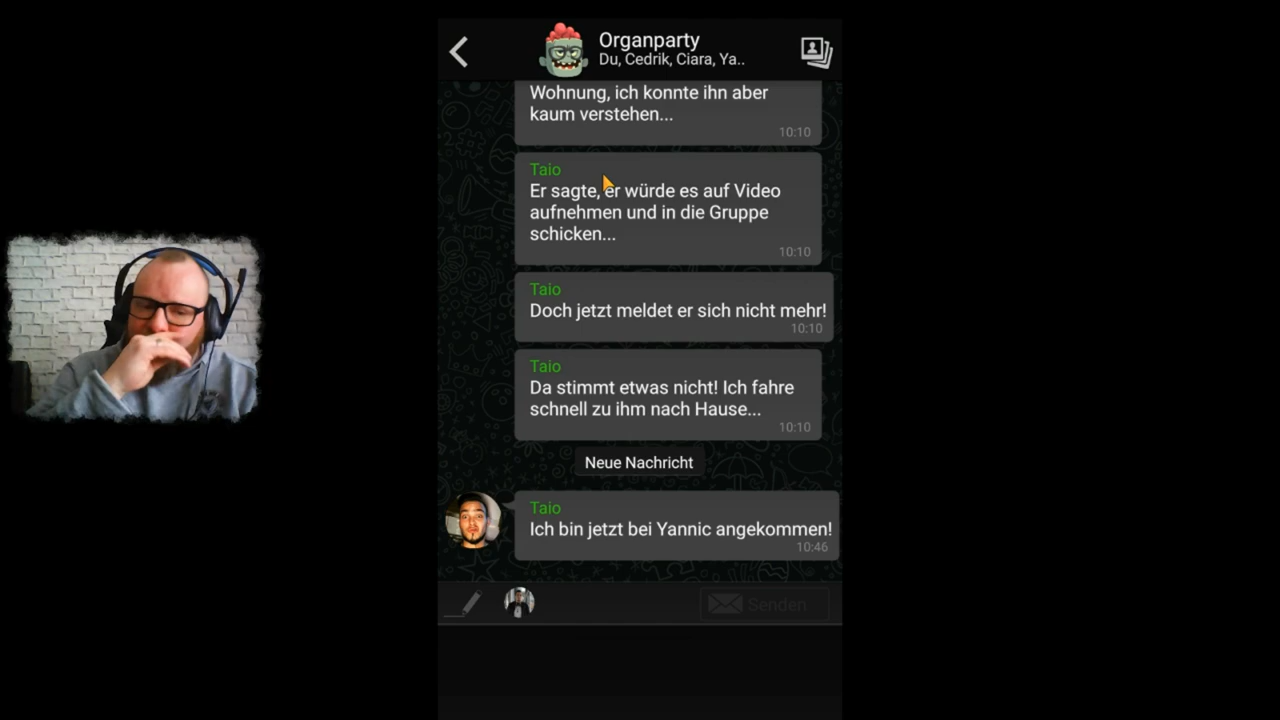 Organparty
Du, Cedrik, Ciara, Ya..
Wohnung, ich konnte ihn aber
kaum verstehen...
10:10
Taio
Er sagte, er würde es auf Video
aufnehmen und in die Gruppe
schicken...
10:10
Taio
Doch jetzt meldet er sich nicht mehr!
10:10
Taio
Da stimmt etwas nicht! Ich fahre
schnell zu ihm nach Hause...
10:10
Neue Nachricht
Taio
Ich bin jetzt bei Yannic angekommen!
10:46
Senden